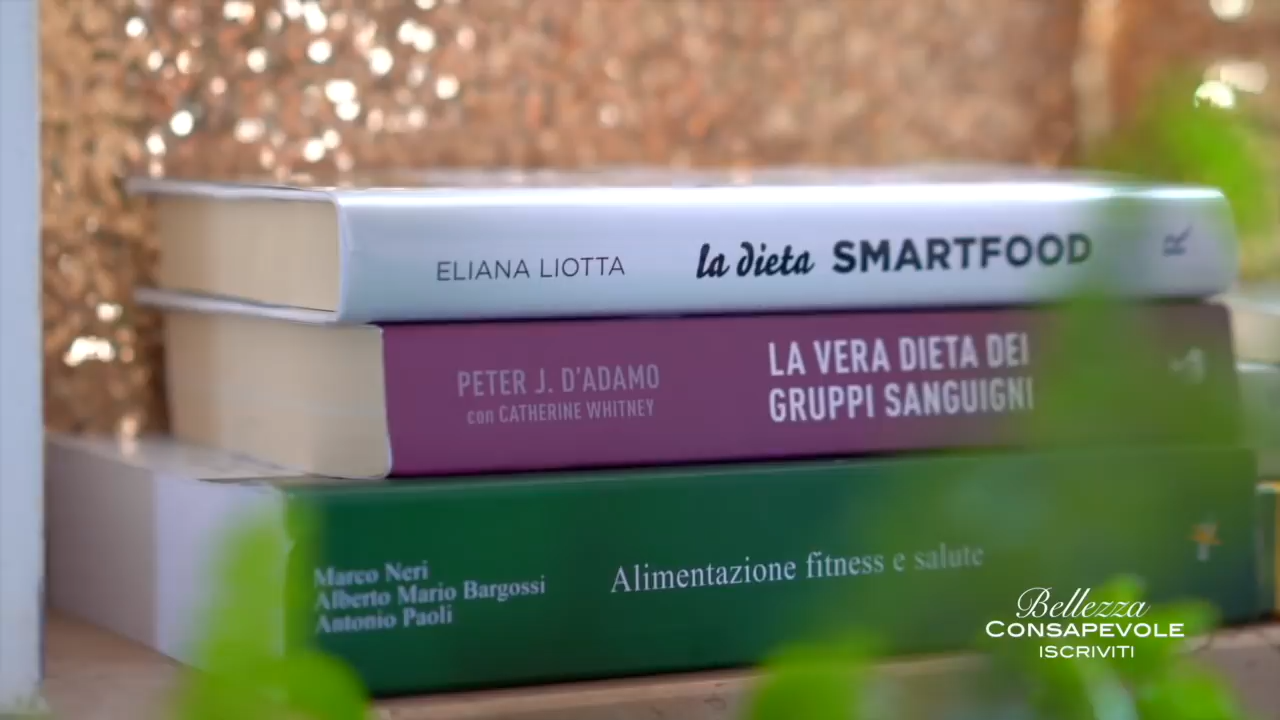 ELIANA LIOTTA
la dieta SMARTFOOD
R
PETER J. D'ADAMO
con CATHERINE WHITNEY
LA VERA DIETA DEI
GRUPPI SANGUIGNI
Marco Neri
Alberto Mario Bargossi
Antonio Paoli
Alimentazione fitness e salute
Bellezza
CONSAPEVOLE
ISCRIVITI